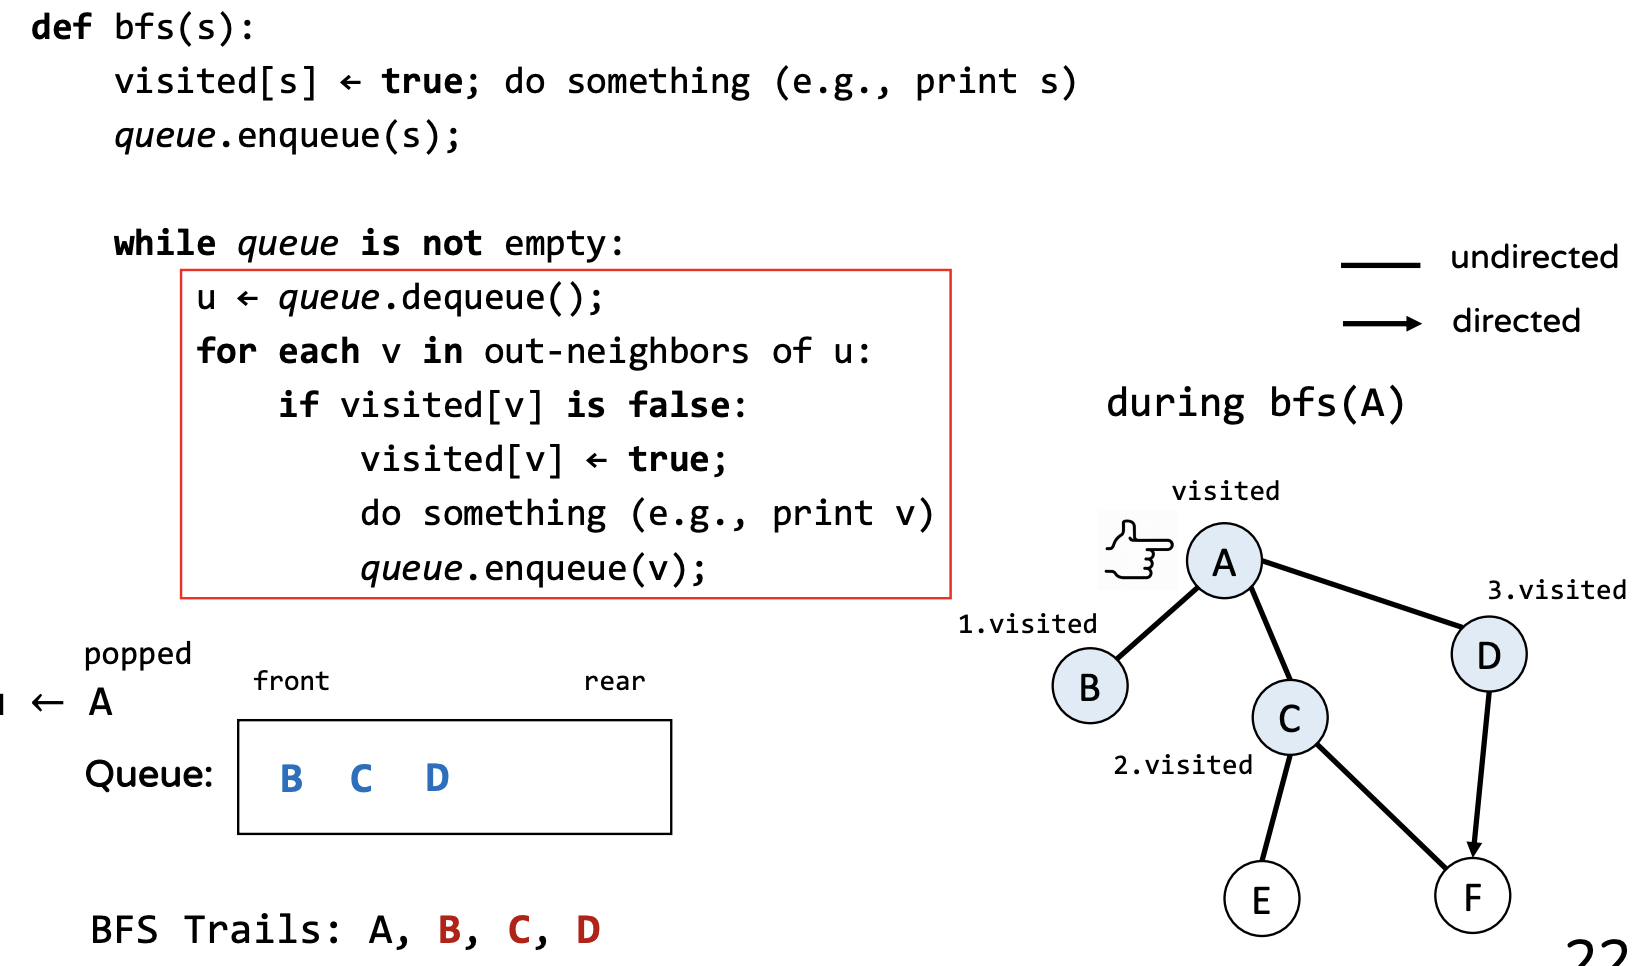 def bfs(s):
visited[s] ← true; do something (e.g., print s)
queue.enqueue(s);
while queue is not empty:
u ← queue.dequeue();
for each v in out-neighbors of u:
if visited[v] is false:
visited[v] ← true;
do something (e.g., print v)
queue.enqueue(v);
undirected
directed
during bfs(A)
visited
A
3.visited
1.visited
D
B
C
2.visited
E
F
popped
front rear
← A
Queue: B C D
BFS Trails: A, B, C, D
22